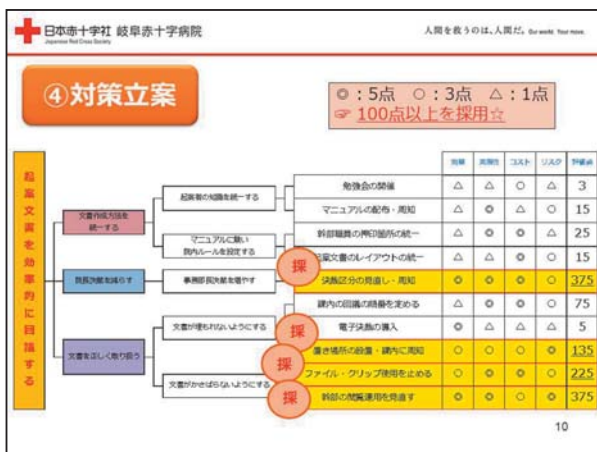 日本赤十字社 岐阜赤十字病院
Japanese Red Cross Society
人間を救うのは、人間だ。 Our world. Your move.
④対策立案
◎:5点 ○:3点 △:1点
☞ 100点以上を採用☆
効果 実現性 コスト リスク 評価点
起案文書を効率的に回議する
文書作成方法を
統一する
起案者の知識を統一する
勉強会の開催 △ △ ○ △ 3
マニュアルの配布・周知 △ ◎ △ ○ 15
マニュアルに無い
院内ルールを設定する
幹部職員の押印箇所の統一 △ ◎ ◎ △ 25
起案文書のレイアウトの統一 △ ◎ △ ○ 15
院長決裁を減らす
事務部長決裁を増やす
採
決裁区分の見直し・周知 ◎ ◎ ◎ ○ 375
文書を正しく取り扱う
文書が埋もれないようにする
課内の回議の順番を定める △ ◎ ◎ ○ 75
電子決裁の導入 ◎ △ △ △ 5
採
置き場所の設置・課内に周知 ○ ○ ○ ◎ 135
文書がかさばらないようにする
採
ファイル・クリップ使用を止める ○ ◎ ◎ ○ 225
採
幹部の閲覧運用を見直す ◎ ◎ ○ ◎ 375
10